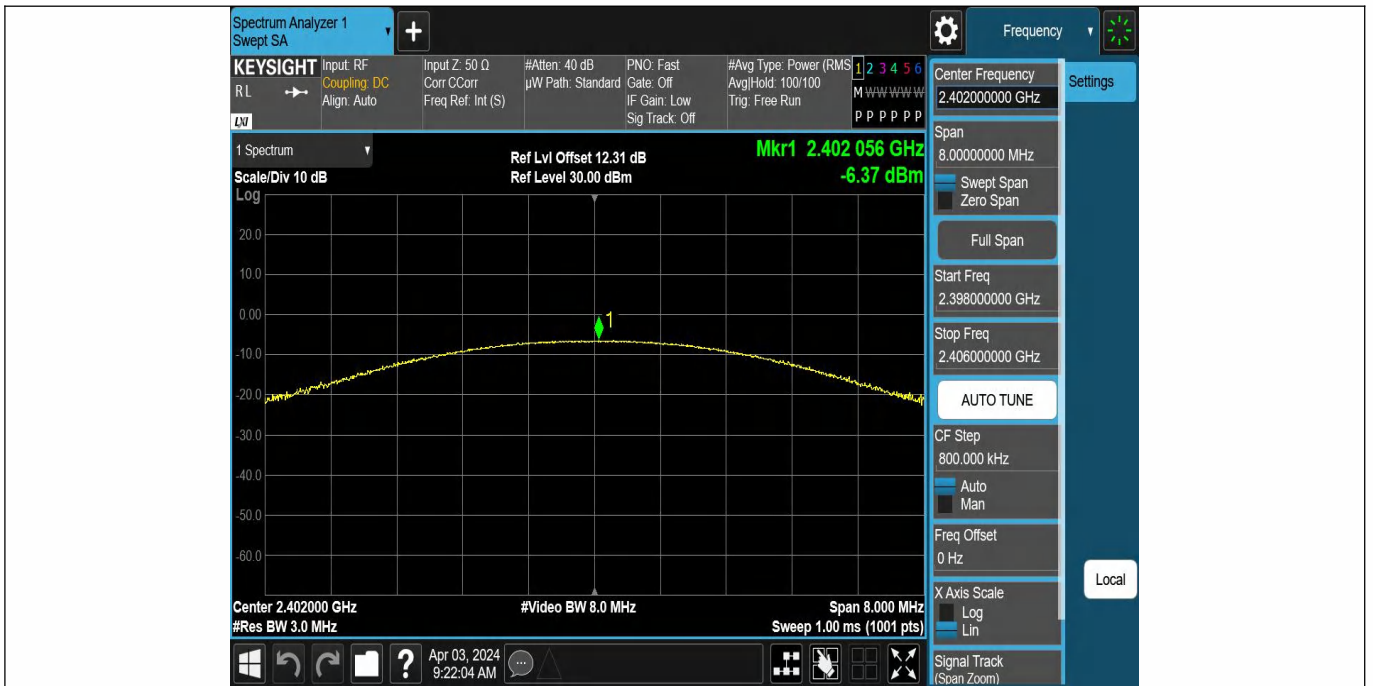 Spectrum Analyzer 1
Swept SA
+
Frequency
KEYSIGHT
RL
LXI
Input: RF
Coupling: DC
Align: Auto
Input Z: 50 Ω
Corr CCorr
Freq Ref: Int (S)
#Atten: 40 dB
µW Path: Standard
PNO: Fast
Gate: Off
IF Gain: Low
Sig Track: Off
#Avg Type: Power (RMS
Avg|Hold: 100/100
Trig: Free Run
1 2 3 4 5 6
M W W W W W
P P P P P P
1 Spectrum
Scale/Div 10 dB
Ref Lvl Offset 12.31 dB
Ref Level 30.00 dBm
Mkr1 2.402 056 GHz
-6.37 dBm
Log
20.0
10.0
0.00
-10.0
-20.0
-30.0
-40.0
-50.0
-60.0
1
Center 2.402000 GHz
#Res BW 3.0 MHz
#Video BW 8.0 MHz
Span 8.000 MHz
Sweep 1.00 ms (1001 pts)
Center Frequency
2.402000000 GHz
Settings
Span
8.00000000 MHz
Swept Span
Zero Span
Full Span
Start Freq
2.398000000 GHz
Stop Freq
2.406000000 GHz
AUTO TUNE
CF Step
800.000 kHz
Auto
Man
Freq Offset
0 Hz
X Axis Scale
Log
Lin
Signal Track
(Span Zoom)
Local
?
Apr 03, 2024
9:22:04 AM